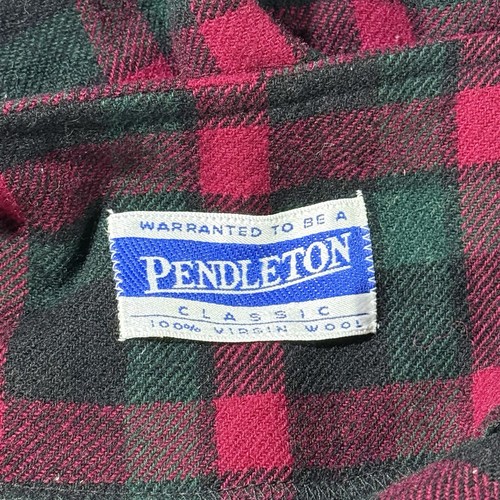 WARRANTED TO BE A
PENDLETON
CLASSIC
100% VIRGIN WOOL